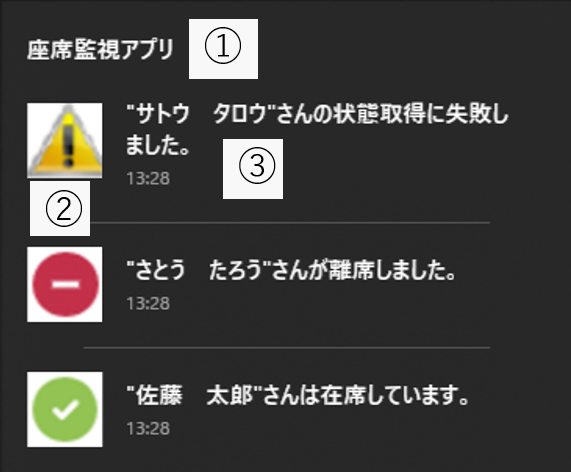 座席監視アプリ ①
"サトウ　タロウ"さんの状態取得に失敗し
ました。
13:28 ③
②
"さとう　たろう"さんが離席しました。
13:28
"佐藤　太郎"さんは在席しています。
13:28